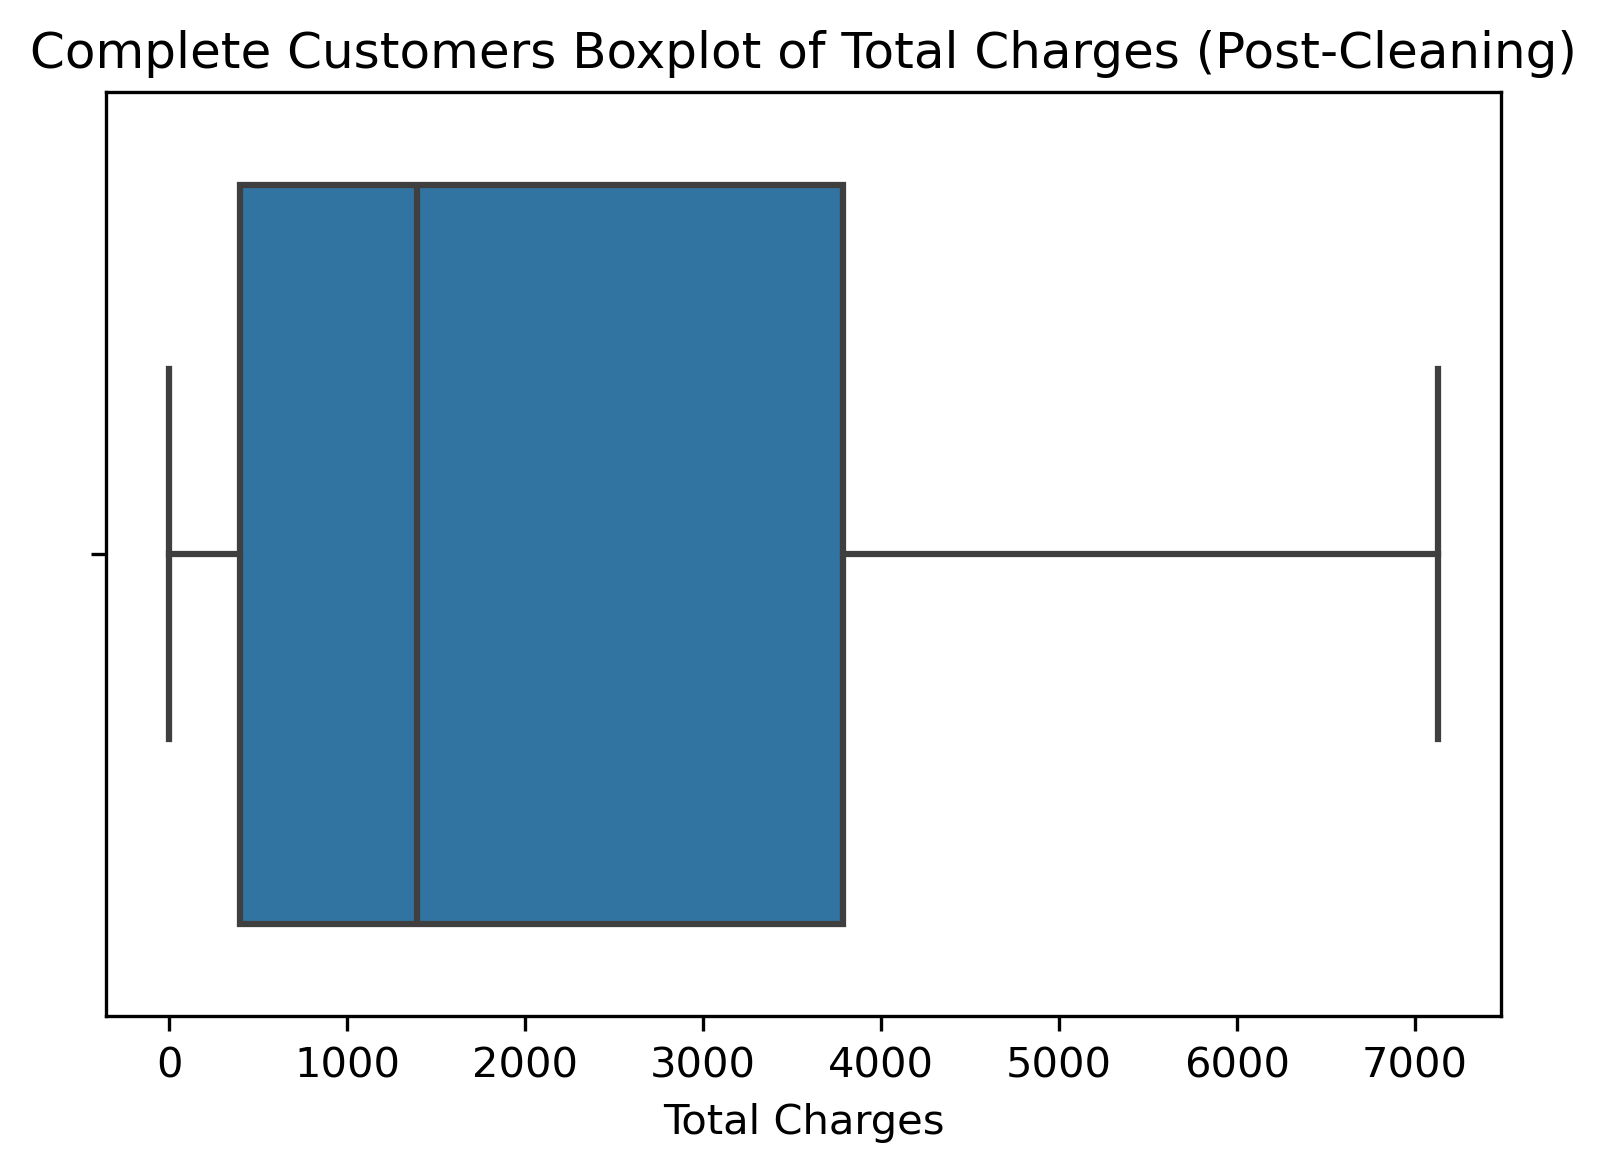 Complete Customers Boxplot of Total Charges (Post-Cleaning)
0 1000 2000 3000 4000 5000 6000 7000
Total Charges